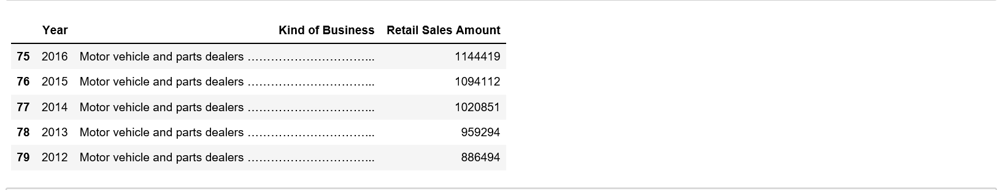 Year Kind of Business Retail Sales Amount
75 2016 Motor vehicle and parts dealers …………………………... 1144419
76 2015 Motor vehicle and parts dealers …………………………... 1094112
77 2014 Motor vehicle and parts dealers …………………………... 1020851
78 2013 Motor vehicle and parts dealers …………………………... 959294
79 2012 Motor vehicle and parts dealers …………………………... 886494